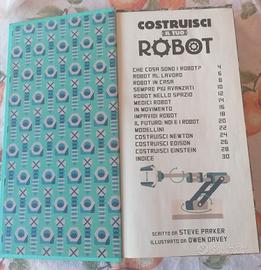 COSTRUISCI
IL TUO
ROBOT
CHE COSA SONO I ROBOT? 4
ROBOT AL LAVORO 6
ROBOT IN CASA 8
SEMPRE PIÙ AVANZATI 10
ROBOT NELLO SPAZIO 12
MEDICI ROBOT 14
IN MOVIMENTO 16
IMPAVIDI ROBOT 18
IL FUTURO: NOI E I ROBOT 20
MODELLINI 22
COSTRUISCI NEWTON 24
COSTRUISCI EDISON 26
COSTRUISCI EINSTEIN 28
INDICE 30
SCRITTO DA STEVE PARKER
ILLUSTRATO DA OWEN DAVEY